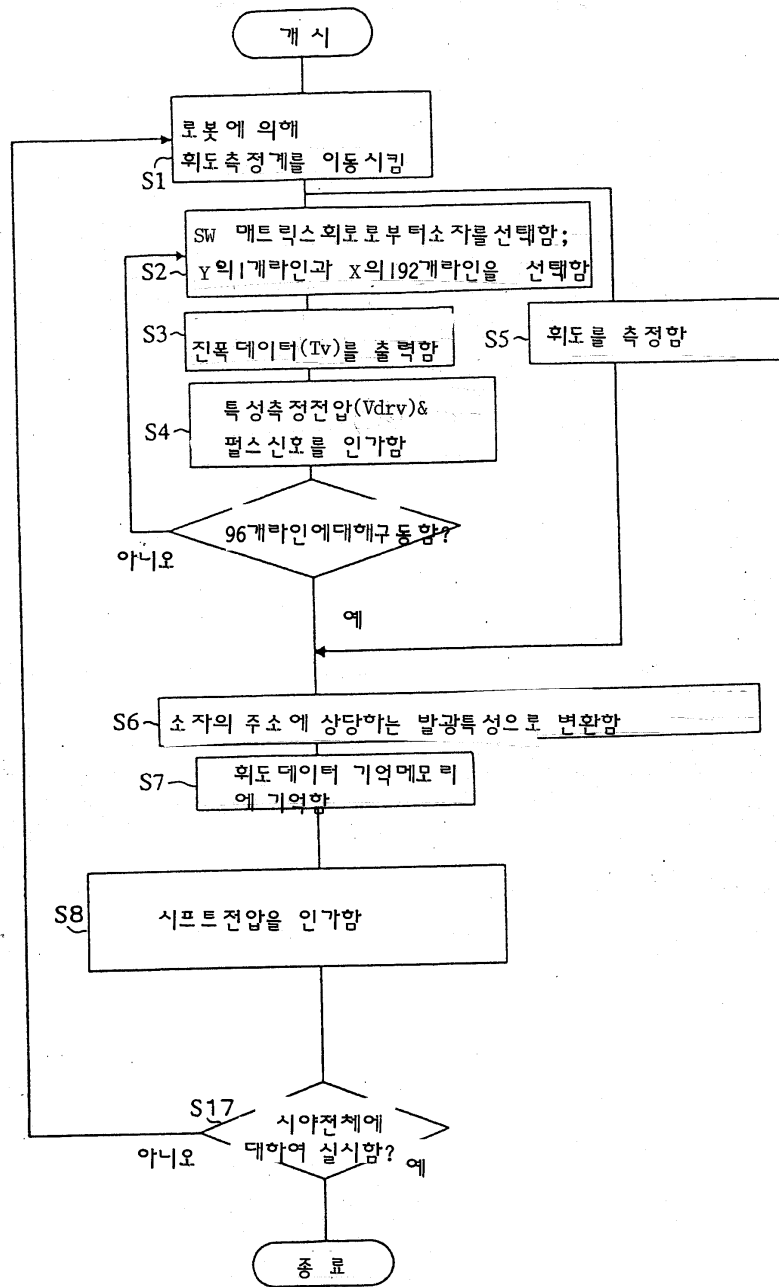 개 시
로봇에 의해
휘도측정계를 이동시킴
S1
SW 매트릭스회로로부터소자를선택함;
Y의1개라인과 X의192개라인을 선택함
S2
S3
진폭데이터(Tv)를 출력함
S5
휘도를 측정함
S4
특성측정전압(Vdrv)&
펄스신호를 인가함
96개라인에대해구동함?
아니오
예
S6
소자의 주소에 상당하는 발광특성으로 변환함
S7
휘도데이터 기억메모리
에 기억함
S8
시프트전압을 인가함
S17
시야전체에
대하여 실시함?
아니오
예
종 료